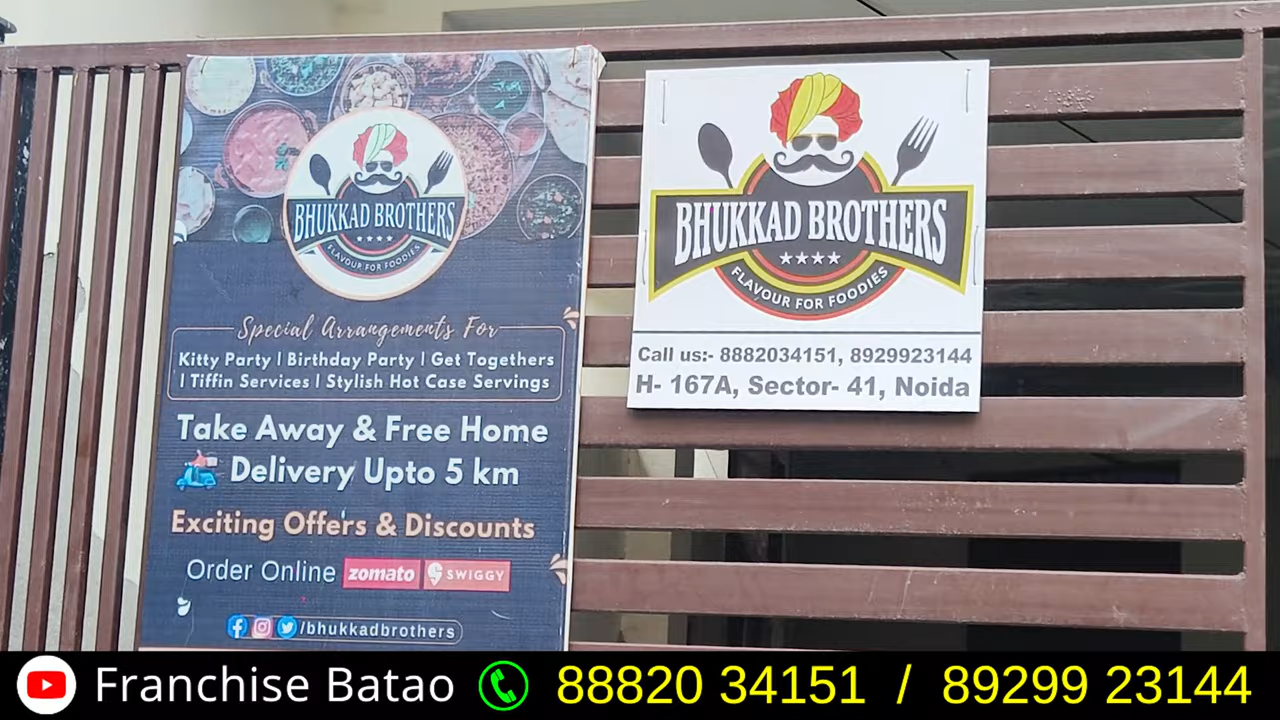 BHUKKAD BROTHERS
FLAVOUR FOR FOODIES
Special Arrangements For
Kitty Party | Birthday Party | Get Togethers
| Tiffin Services | Stylish Hot Case Servings
Take Away & Free Home
Delivery Upto 5 km
Exciting Offers & Discounts
Order Online zomato SWIGGY
/bhukkadbrothers
BHUKKAD BROTHERS
FLAVOUR FOR FOODIES
Call us:- 8882034151, 8929923144
H- 167A, Sector- 41, Noida
Franchise Batao 88820 34151 / 89299 23144